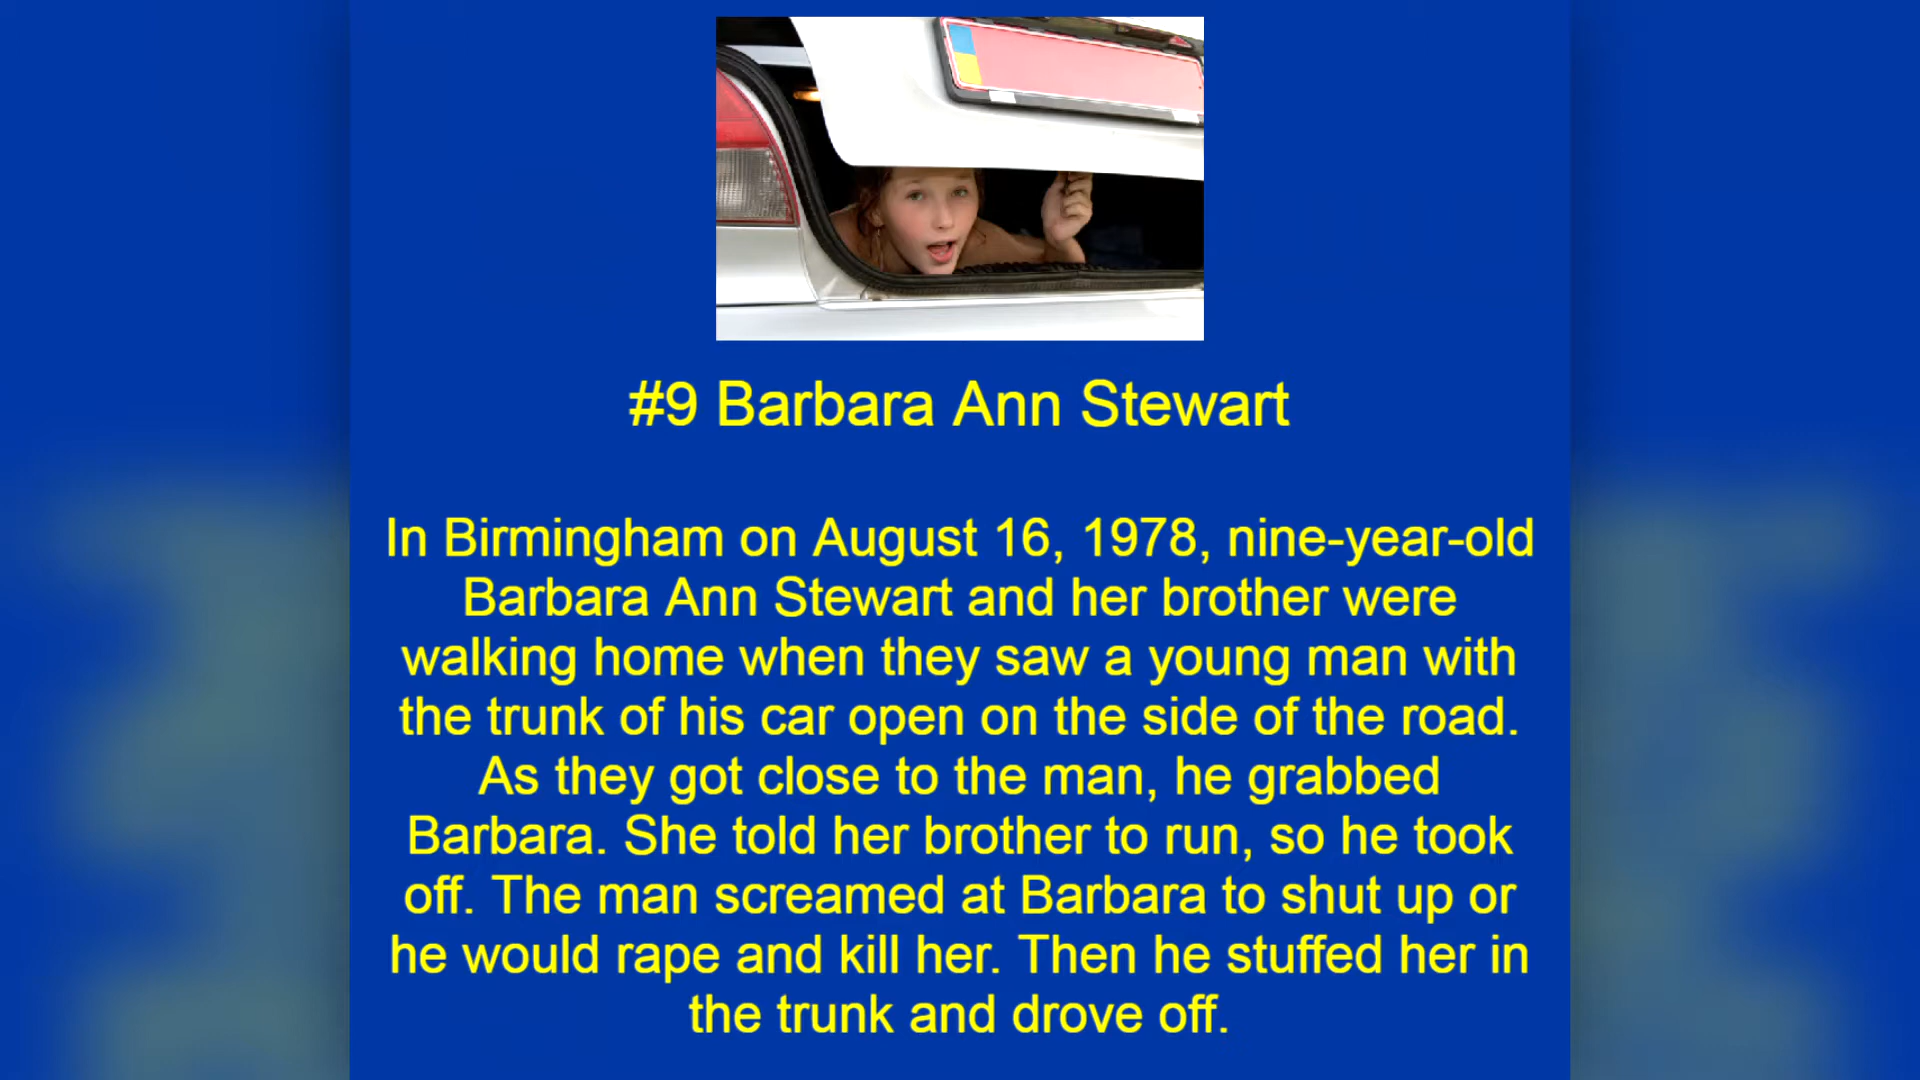 #9 Barbara Ann Stewart
In Birmingham on August 16, 1978, nine-year-old
Barbara Ann Stewart and her brother were
walking home when they saw a young man with
the trunk of his car open on the side of the road.
As they got close to the man, he grabbed
Barbara. She told her brother to run, so he took
off. The man screamed at Barbara to shut up or
he would rape and kill her. Then he stuffed her in
the trunk and drove off.